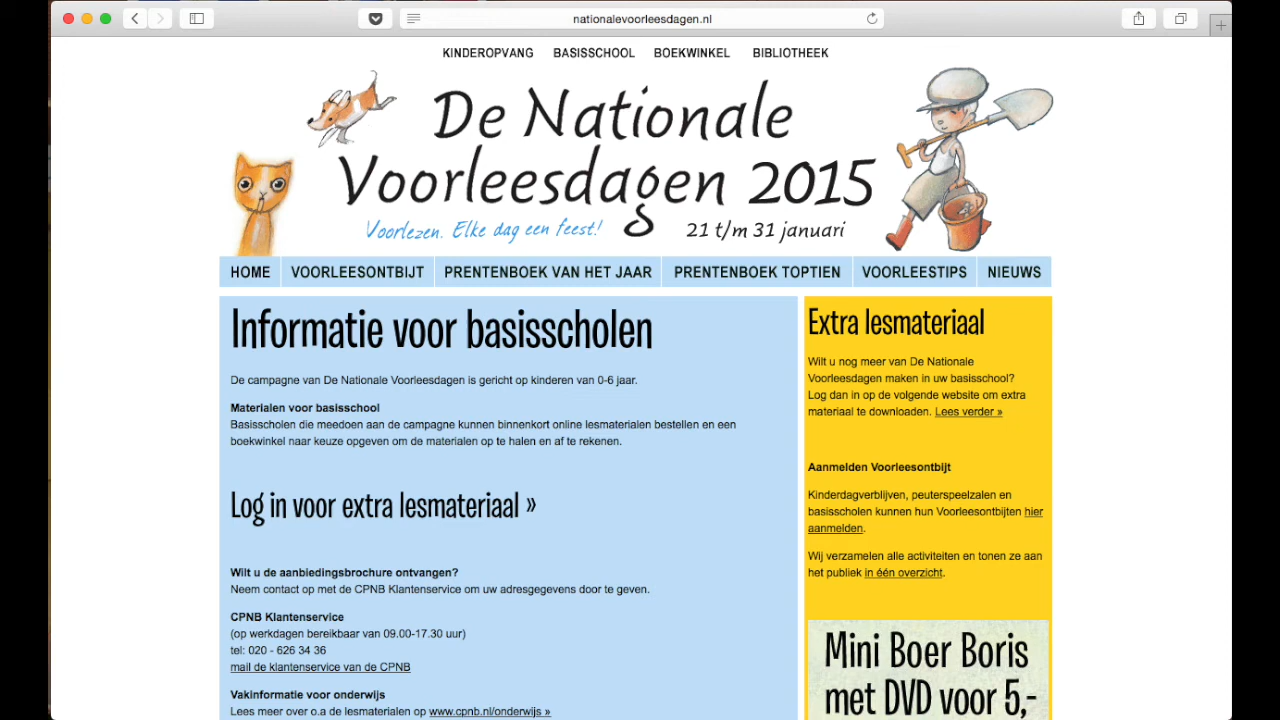 nationalevoorleesdagen.nl
KINDEROPVANG BASISSCHOOL BOEKWINKEL BIBLIOTHEEK
De Nationale
Voorleesdagen 2015
Voorlezen. Elke dag een feest! 21 t/m 31 januari
HOME VOORLEESONTBIJT PRENTENBOEK VAN HET JAAR PRENTENBOEK TOPTIEN VOORLEESTIPS NIEUWS
Informatie voor basisscholen
De campagne van De Nationale Voorleesdagen is gericht op kinderen van 0-6 jaar.
Materialen voor basisschool
Basisscholen die meedoen aan de campagne kunnen binnenkort online lesmaterialen bestellen en een
boekwinkel naar keuze opgeven om de materialen op te halen en af te rekenen.
Log in voor extra lesmateriaal »
Wilt u de aanbiedingsbrochure ontvangen?
Neem contact op met de CPNB Klantenservice om uw adresgegevens door te geven.
CPNB Klantenservice
(op werkdagen bereikbaar van 09.00-17.30 uur)
tel: 020 - 626 34 36
mail de klantenservice van de CPNB
Vakinformatie voor onderwijs
Lees meer over o.a de lesmaterialen op www.cpnb.nl/onderwijs »
Extra lesmateriaal
Wilt u nog meer van De Nationale
Voorleesdagen maken in uw basisschool?
Log dan in op de volgende website om extra
materiaal te downloaden. Lees verder »
Aanmelden Voorleesontbijt
Kinderdagverblijven, peuterspeelzalen en
basisscholen kunnen hun Voorleesontbijten hier
aanmelden.
Wij verzamelen alle activiteiten en tonen ze aan
het publiek in één overzicht.
Mini Boer Boris
met DVD voor 5,-